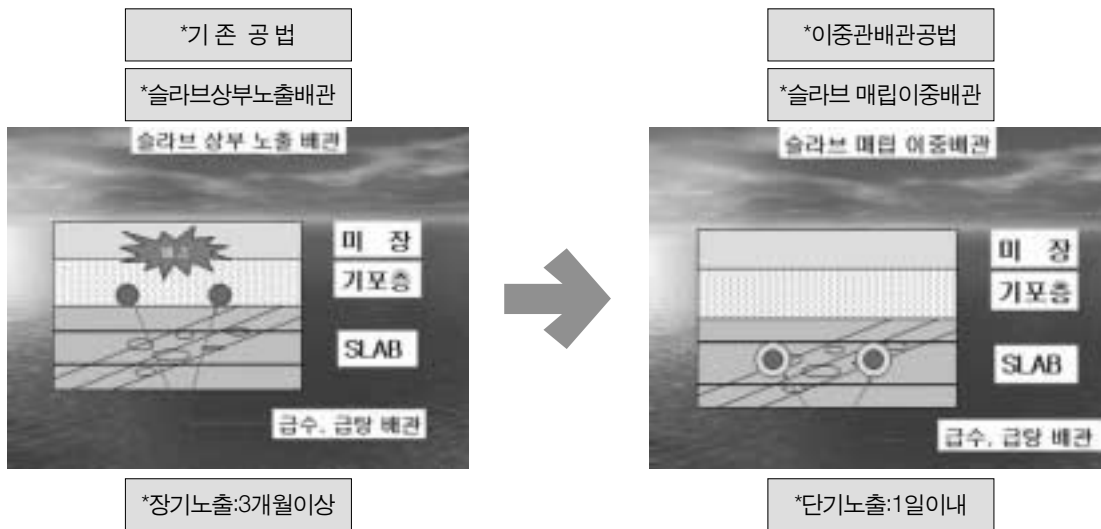 *기 존 공 법
*슬라브상부노출배관
슬라브 상부 노출 배관
미 장
기포층
SLAB
급수, 급탕 배관
*장기노출:3개월이상
*이중관배관공법
*슬라브 매립이중배관
슬라브 매립 이중배관
미 장
기포층
SLAB
급수, 급탕 배관
*단기노출:1일이내